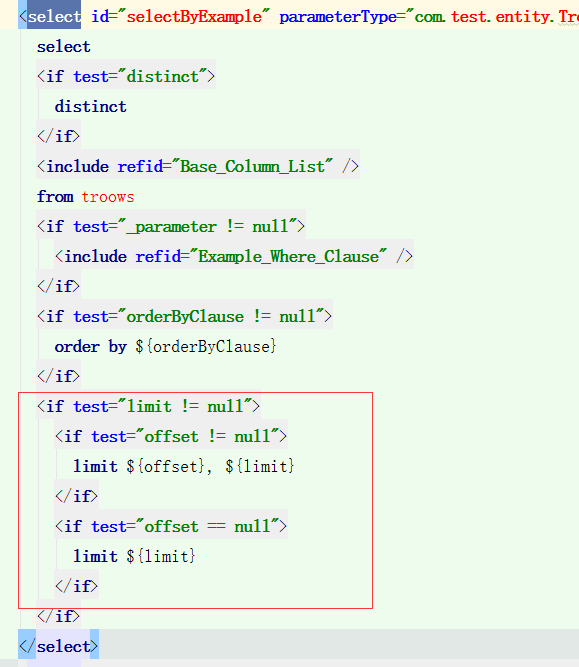 <select id="selectByExample" parameterType="com.test.entity.Tro
select
<if test="distinct">
distinct
</if>
<include refid="Base_Column_List" />
from troows
<if test="_parameter != null">
<include refid="Example_Where_Clause" />
</if>
<if test="orderByClause != null">
order by ${orderByClause}
</if>
<if test="limit != null">
<if test="offset != null">
limit ${offset}, ${limit}
</if>
<if test="offset == null">
limit ${limit}
</if>
</if>
</select>